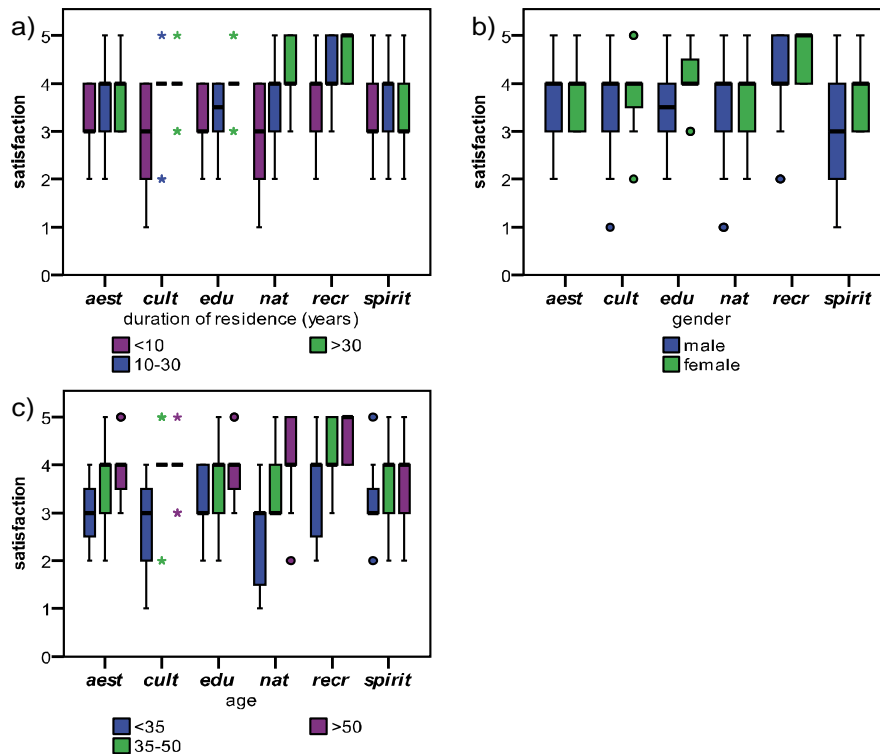 a)
satisfaction
5
4
3
2
1
0
aest cult edu nat recr spirit
duration of residence (years)
<10 >30
10-30
b)
satisfaction
5
4
3
2
1
0
aest cult edu nat recr spirit
gender
male
female
c)
satisfaction
5
4
3
2
1
0
aest cult edu nat recr spirit
age
<35 >50
35-50